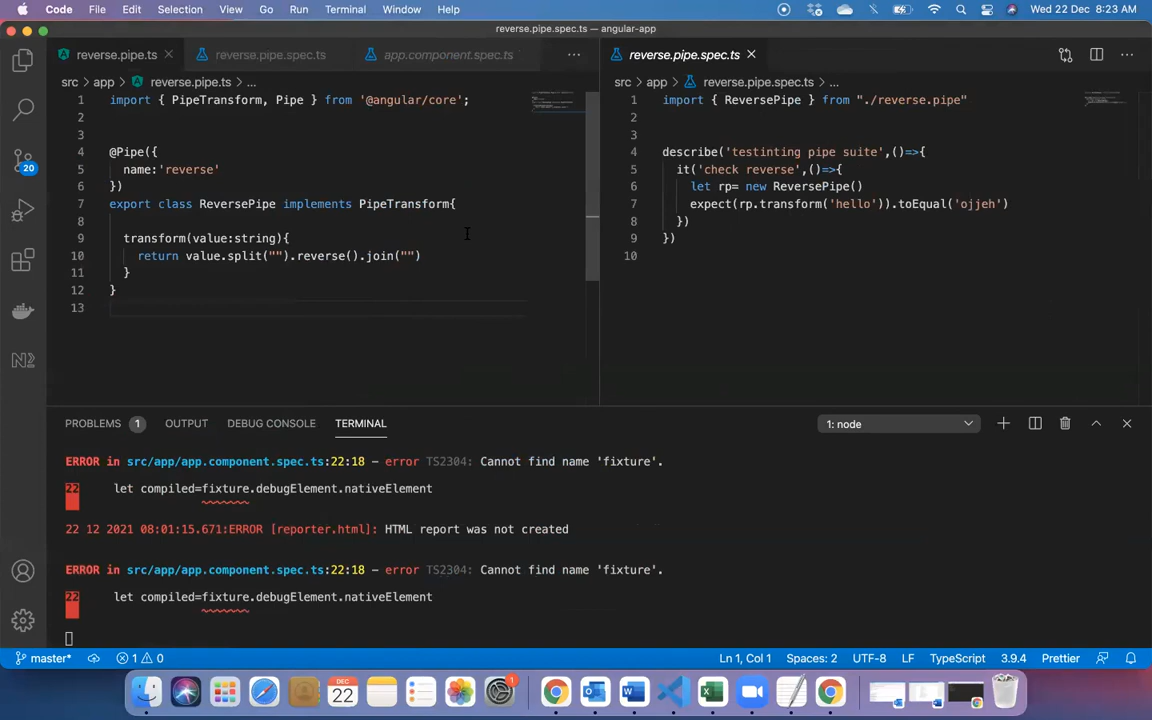 Code File Edit Selection View Go Run Terminal Window Help Wed 22 Dec 8:23 AM
reverse.pipe.spec.ts — angular-app
reverse.pipe.ts reverse.pipe.spec.ts app.component.spec.ts ...
src > app > reverse.pipe.ts > ...
1 import { PipeTransform, Pipe } from '@angular/core';
2
3
4 @Pipe({
5 name:'reverse'
6 })
7 export class ReversePipe implements PipeTransform{
8
9 transform(value:string){
10 return value.split("").reverse().join("")
11 }
12 }
13
reverse.pipe.spec.ts ...
src > app > reverse.pipe.spec.ts > ...
1 import { ReversePipe } from "./reverse.pipe"
2
3
4 describe('testinting pipe suite',()=>{
5 it('check reverse',()=>{
6 let rp= new ReversePipe()
7 expect(rp.transform('hello')).toEqual('ojjeh')
8 })
9 })
10
20
PROBLEMS 1 OUTPUT DEBUG CONSOLE TERMINAL 1: node
ERROR in src/app/app.component.spec.ts:22:18 - error TS2304: Cannot find name 'fixture'.
22 let compiled=fixture.debugElement.nativeElement
22 12 2021 08:01:15.671:ERROR [reporter.html]: HTML report was not created
ERROR in src/app/app.component.spec.ts:22:18 - error TS2304: Cannot find name 'fixture'.
22 let compiled=fixture.debugElement.nativeElement
master* 1 0 Ln 1, Col 1 Spaces: 2 UTF-8 LF TypeScript 3.9.4 Prettier
DEC
22
1